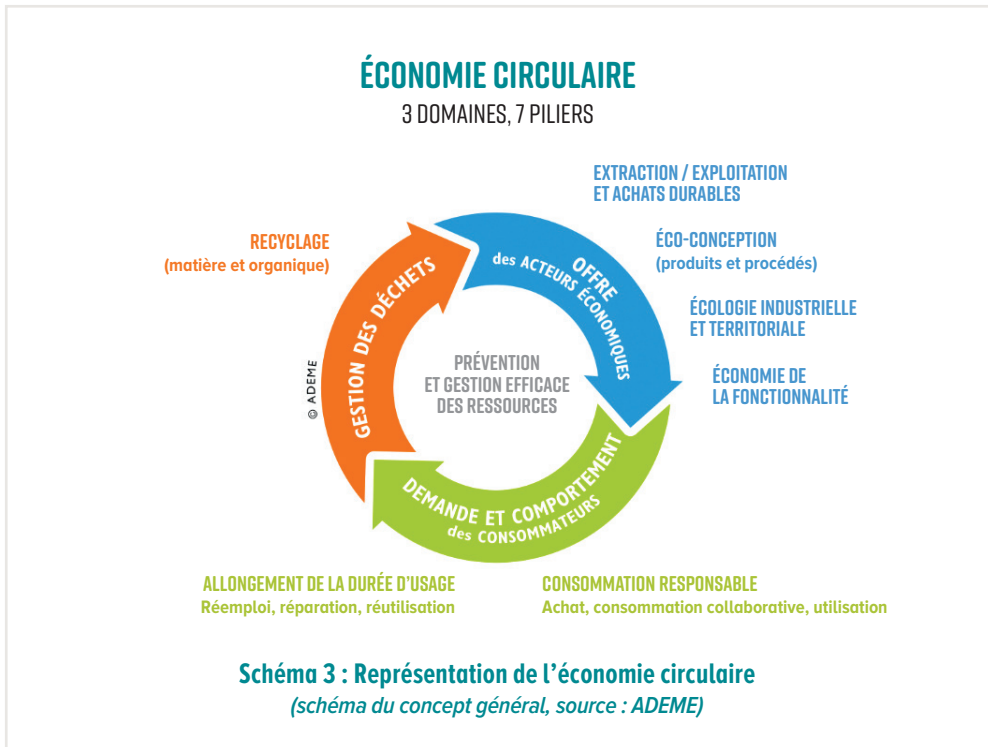 ÉCONOMIE CIRCULAIRE
3 DOMAINES, 7 PILIERS
EXTRACTION / EXPLOITATION
ET ACHATS DURABLES
ÉCO-CONCEPTION
(produits et procédés)
ÉCOLOGIE INDUSTRIELLE
ET TERRITORIALE
ÉCONOMIE DE
LA FONCTIONNALITÉ
RECYCLAGE
(matière et organique)
OFFRE
des ACTEURS ÉCONOMIQUES
GESTION DES DÉCHETS
© ADEME
PRÉVENTION
ET GESTION EFFICACE
DES RESSOURCES
DEMANDE ET COMPORTEMENT
des CONSOMMATEURS
ALLONGEMENT DE LA DURÉE D'USAGE
Réemploi, réparation, réutilisation
CONSOMMATION RESPONSABLE
Achat, consommation collaborative, utilisation
Schéma 3 : Représentation de l'économie circulaire
(schéma du concept général, source : ADEME)